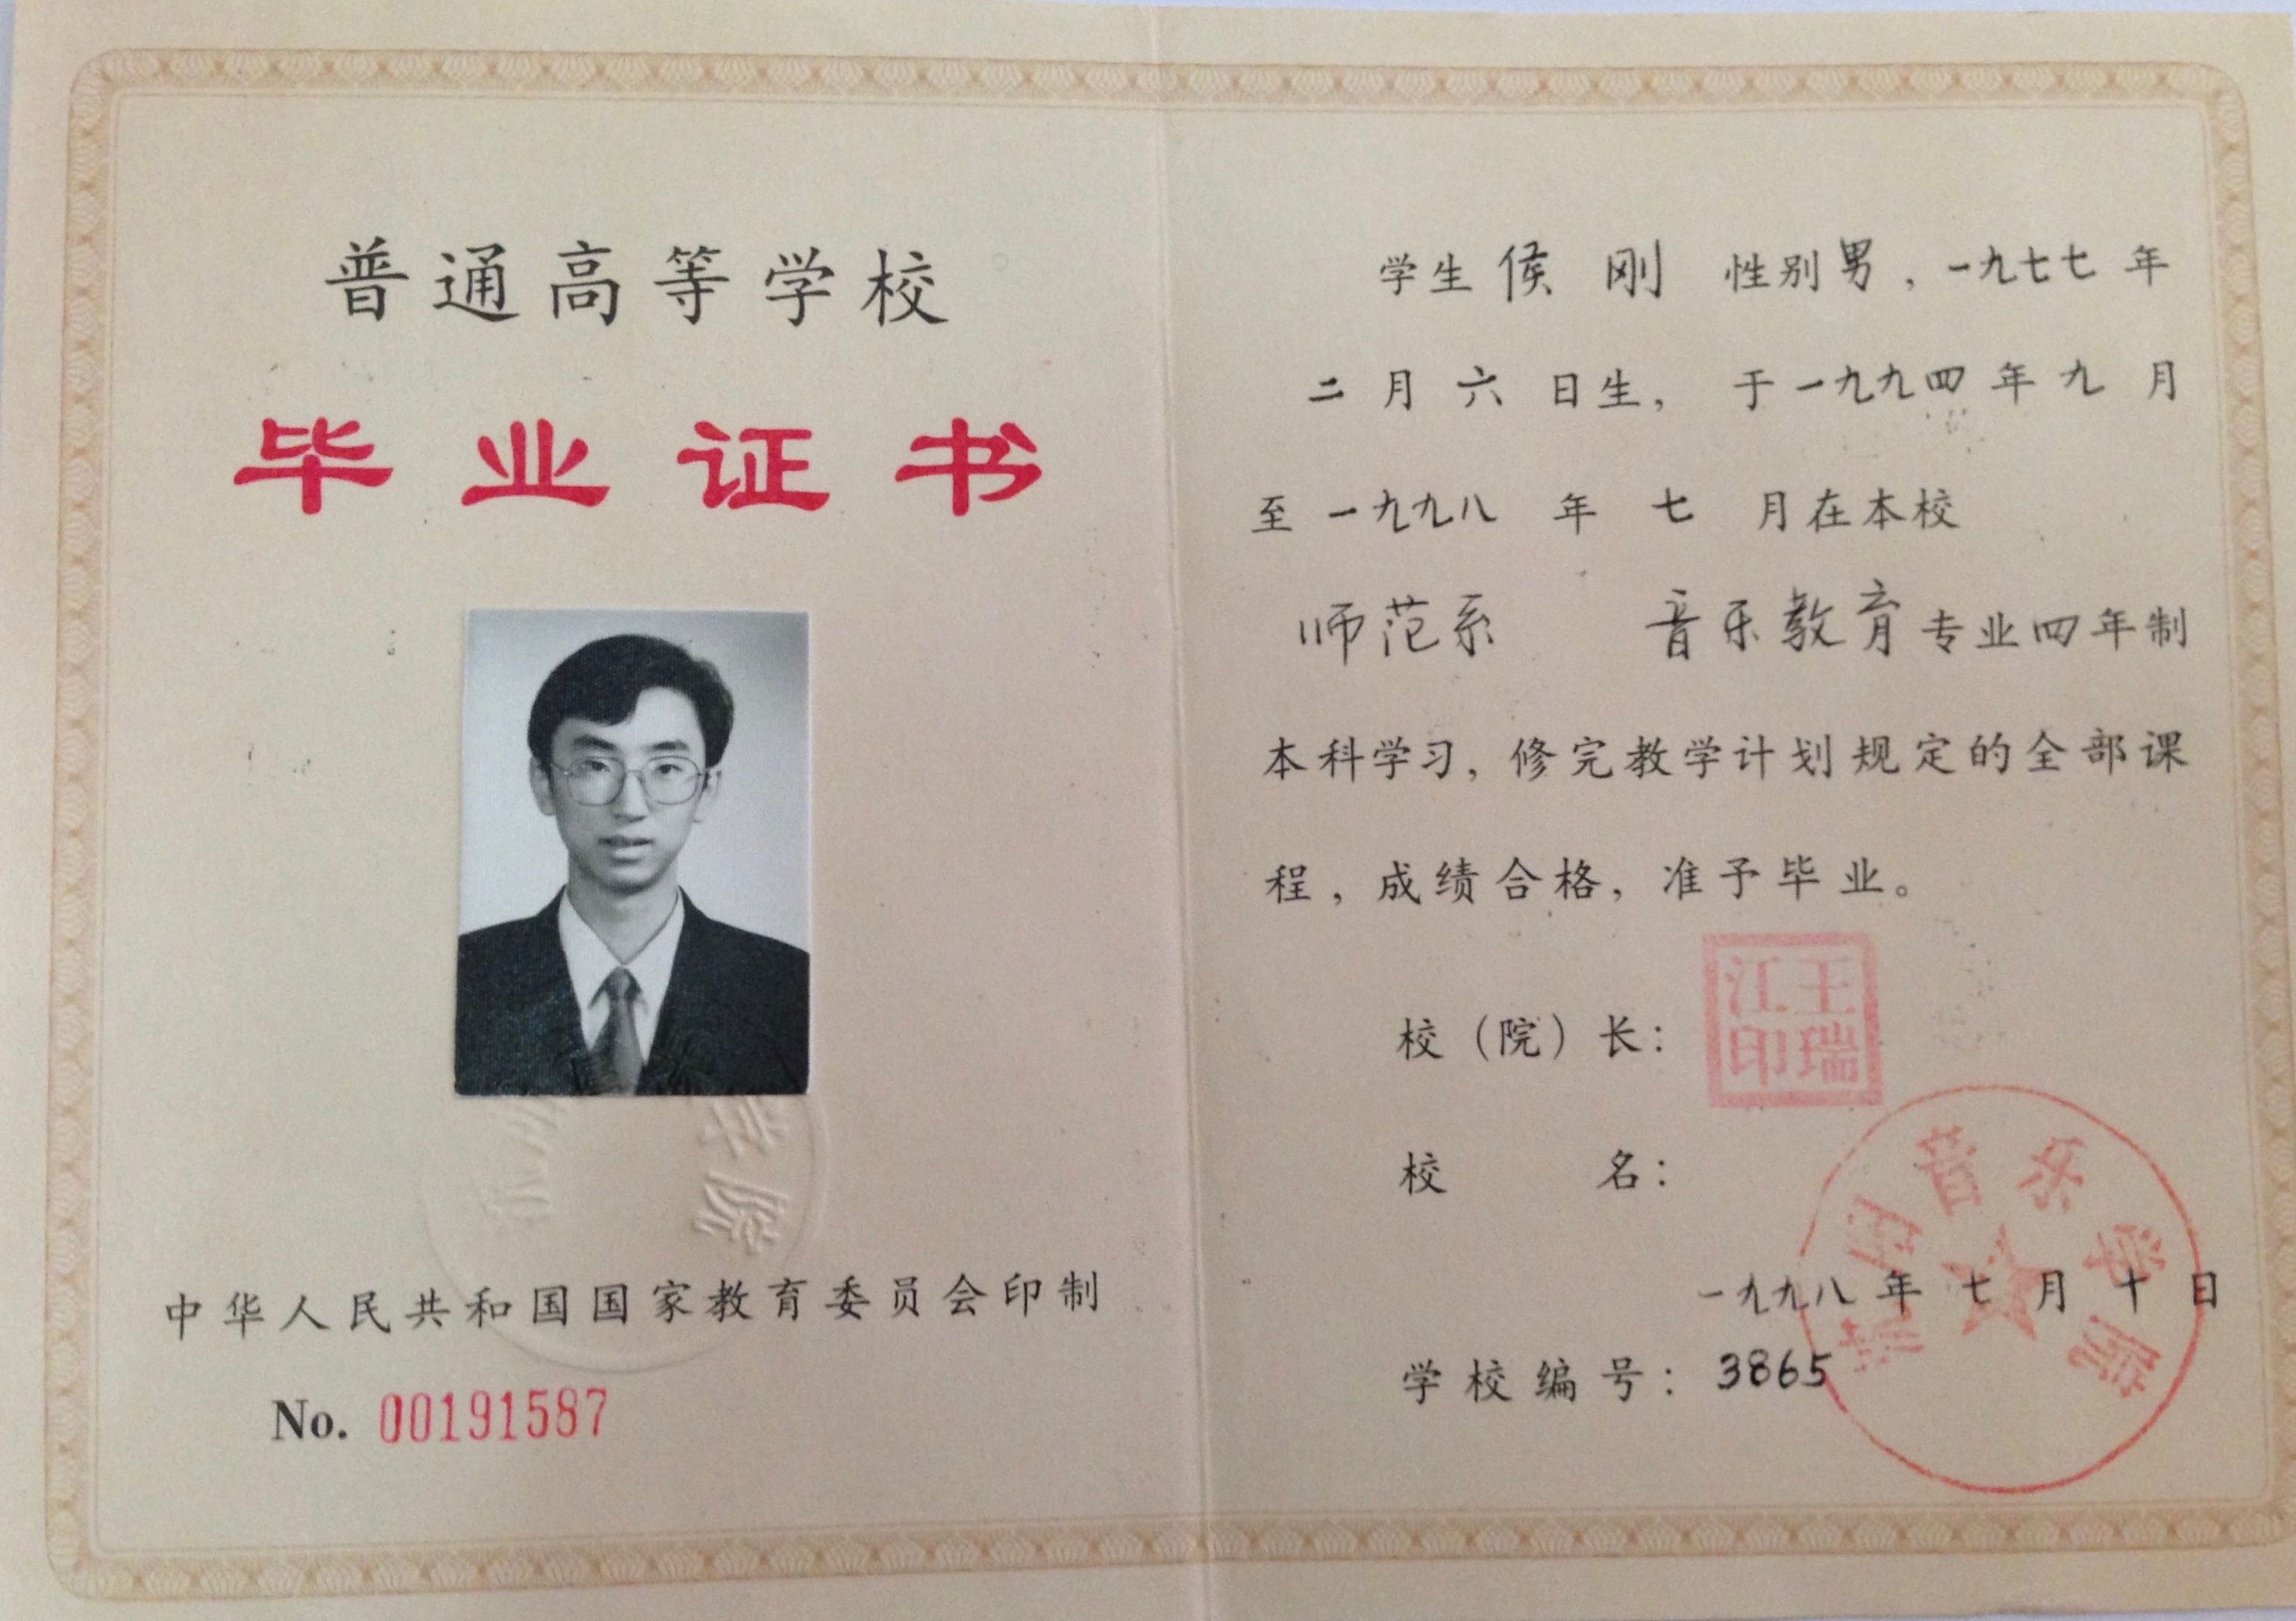 普通高等学校
毕业证书
中华人民共和国国家教育委员会印制
No. 00191587
学生 侯 刚 性别 男，一九七七 年
二 月 六 日生， 于 一九九四 年 九 月
至 一九九八 年 七 月在本校
师范系 音乐教育 专业四年制
本科学习，修完教学计划规定的全部课
程，成绩合格，准予毕业。
校（院）长：
王瑞江印
校 名：
音乐学院
一九九八 年 七 月 十 日
学校编号：3865